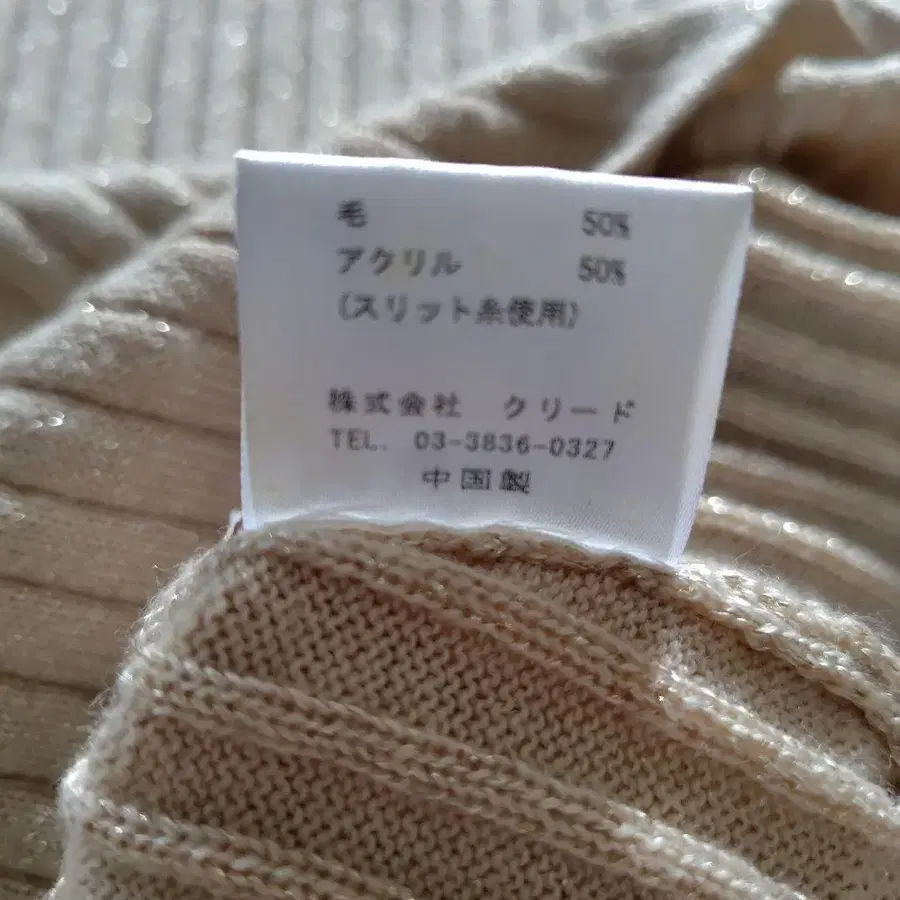 毛 50%
アクリル 50%
(スリット糸使用)
株式会社 クリード
TEL. 03-3836-0327
中国製